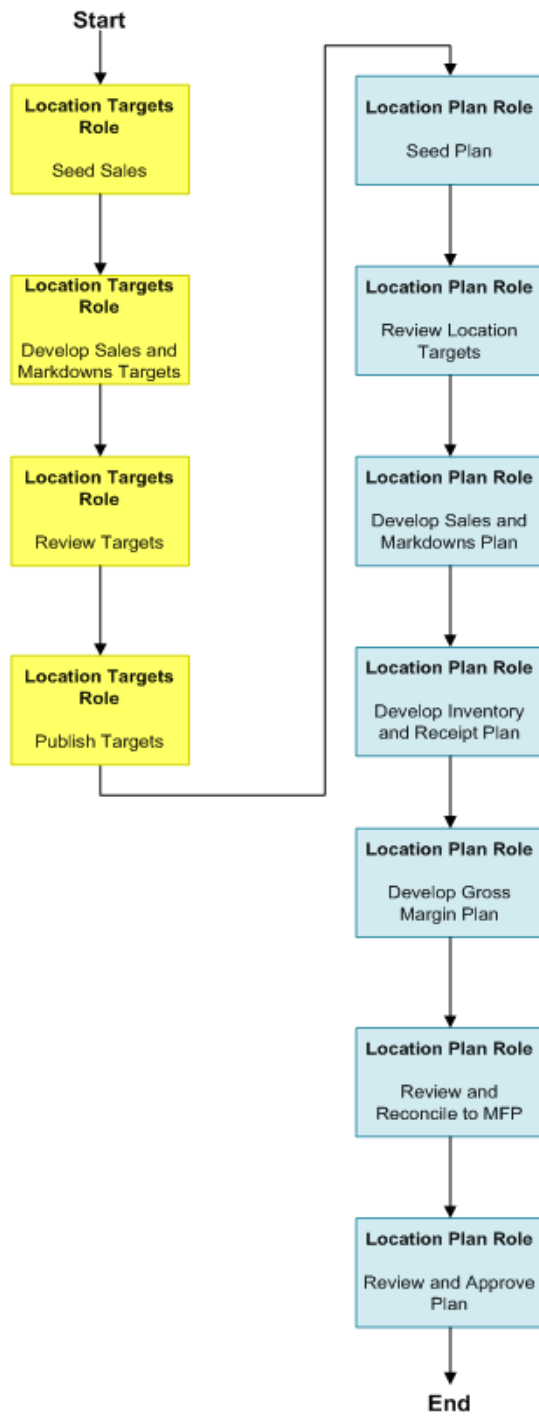 Start
Location Targets
Role
Seed Sales
Location Targets
Role
Develop Sales and
Markdowns Targets
Location Targets
Role
Review Targets
Location Targets
Role
Publish Targets
Location Plan Role
Seed Plan
Location Plan Role
Review Location
Targets
Location Plan Role
Develop Sales and
Markdowns Plan
Location Plan Role
Develop Inventory
and Receipt Plan
Location Plan Role
Develop Gross
Margin Plan
Location Plan Role
Review and
Reconcile to MFP
Location Plan Role
Review and Approve
Plan
End